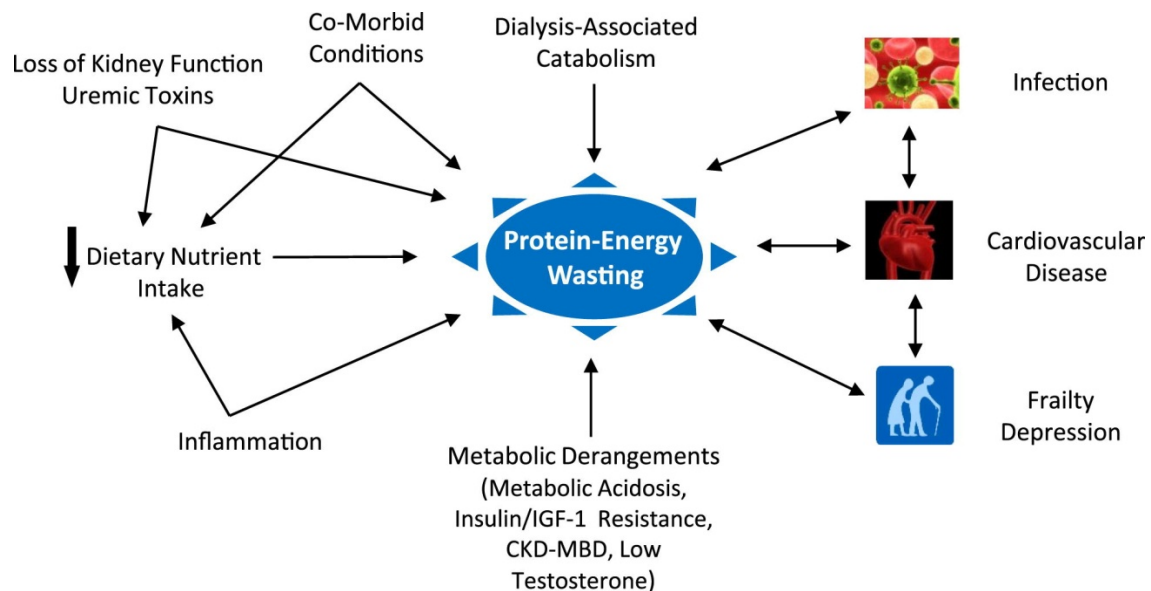 Co-Morbid
Conditions
Dialysis-Associated
Catabolism
Loss of Kidney Function
Uremic Toxins
Infection
Protein-Energy
Wasting
Dietary Nutrient
Intake
Cardiovascular
Disease
Inflammation
Frailty
Depression
Metabolic Derangements
(Metabolic Acidosis,
Insulin/IGF-1 Resistance,
CKD-MBD, Low
Testosterone)